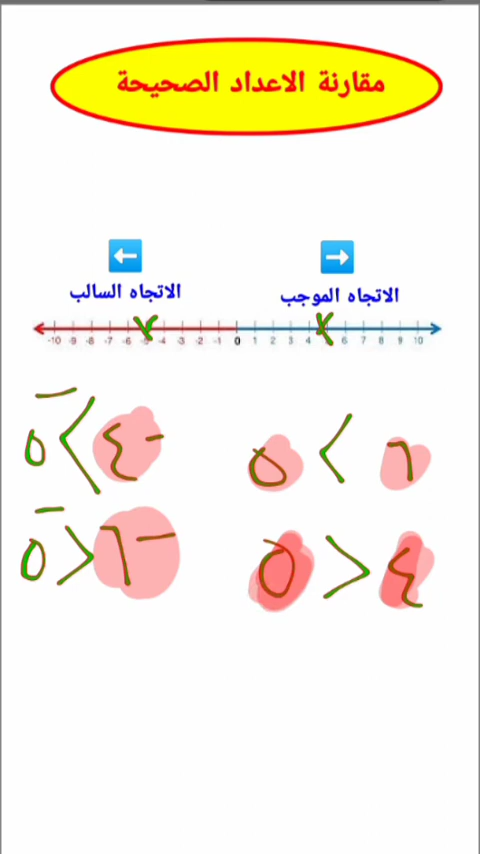 مقارنة الاعداد الصحيحة
الاتجاه الموجب
الاتجاه السالب
-10 -9 -8 -7 -6 -5 -4 -3 -2 -1 0 1 2 3 4 5 6 7 8 9 10
٥ < ٦
-٥ < -٤
٥ > ٤
-٥ > -٦